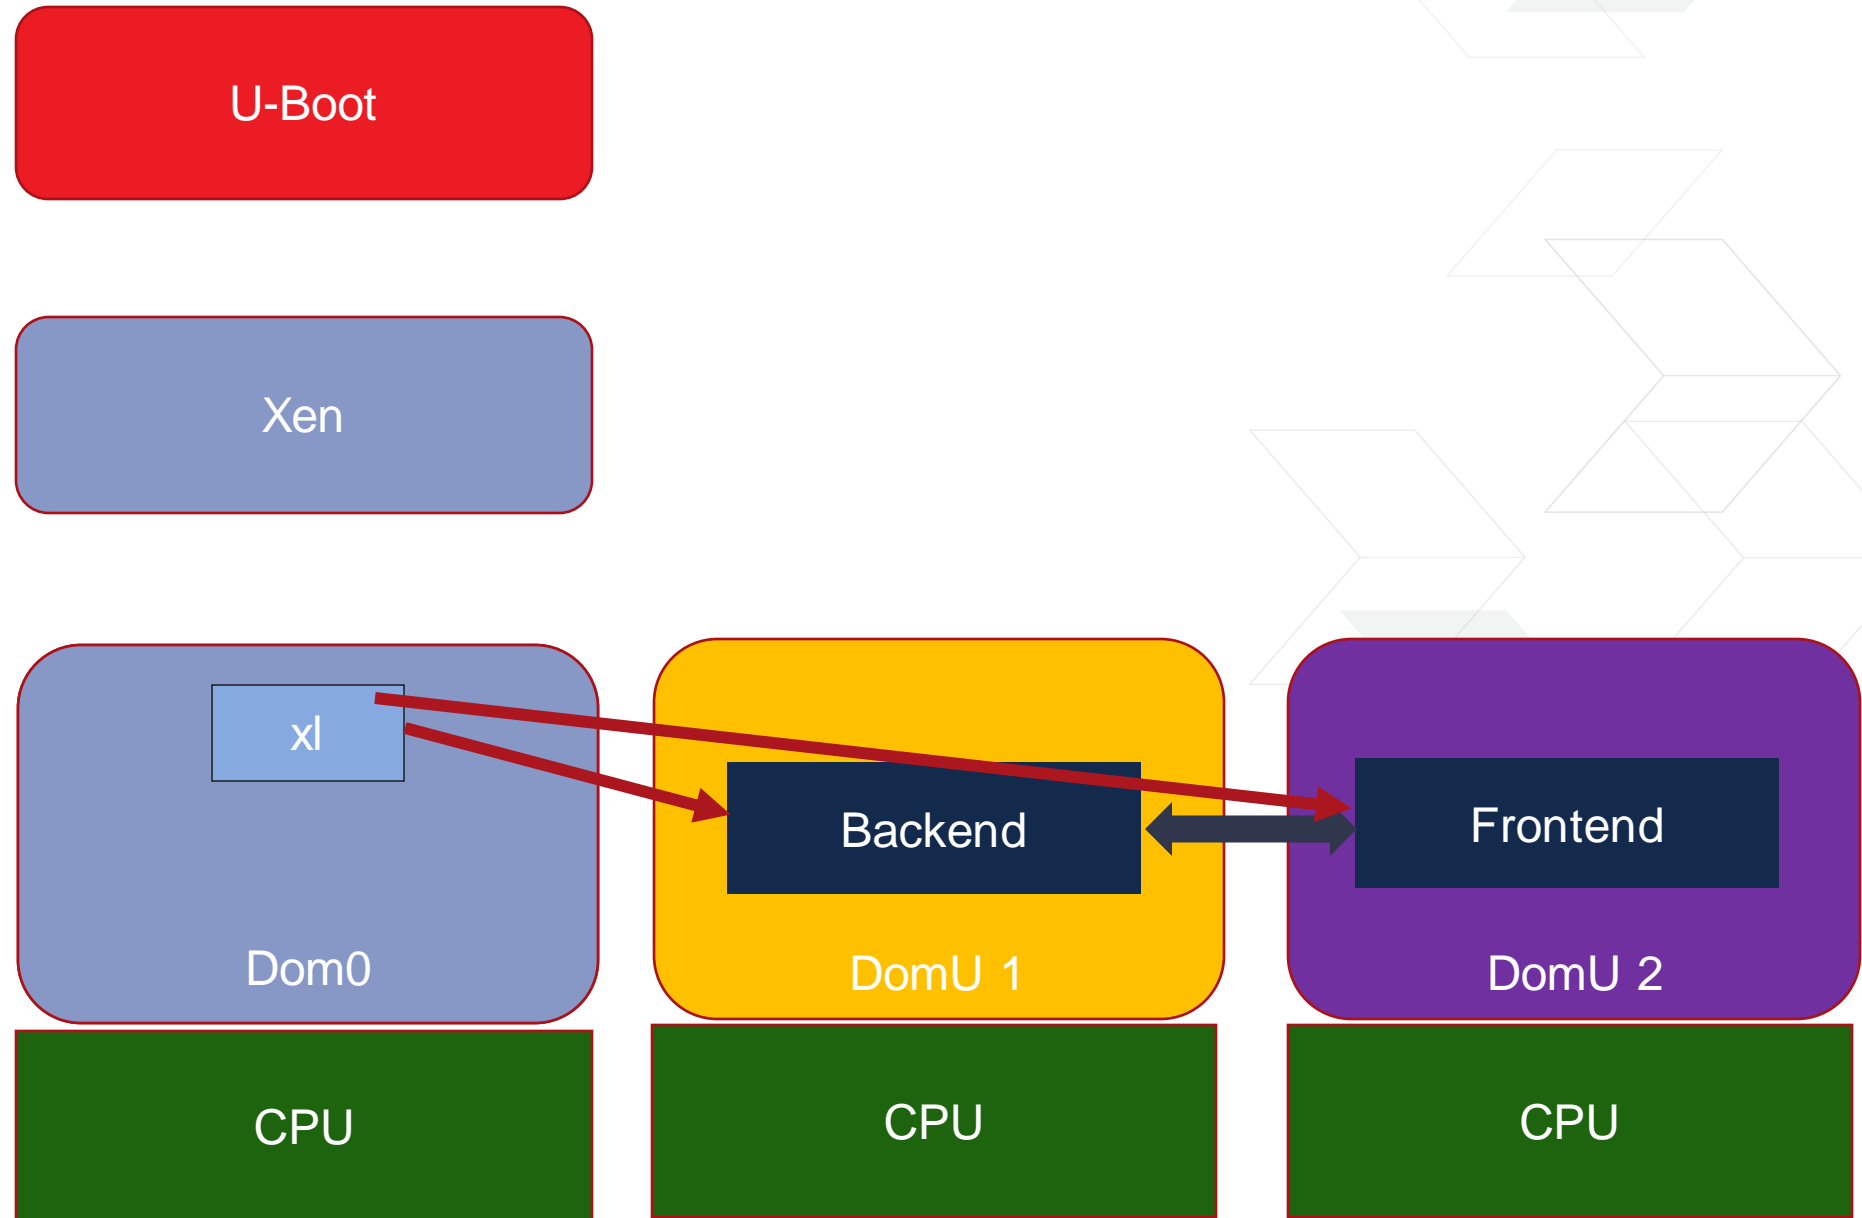 U-Boot
Xen
xl
Backend
Frontend
Dom0
DomU 1
DomU 2
CPU
CPU
CPU